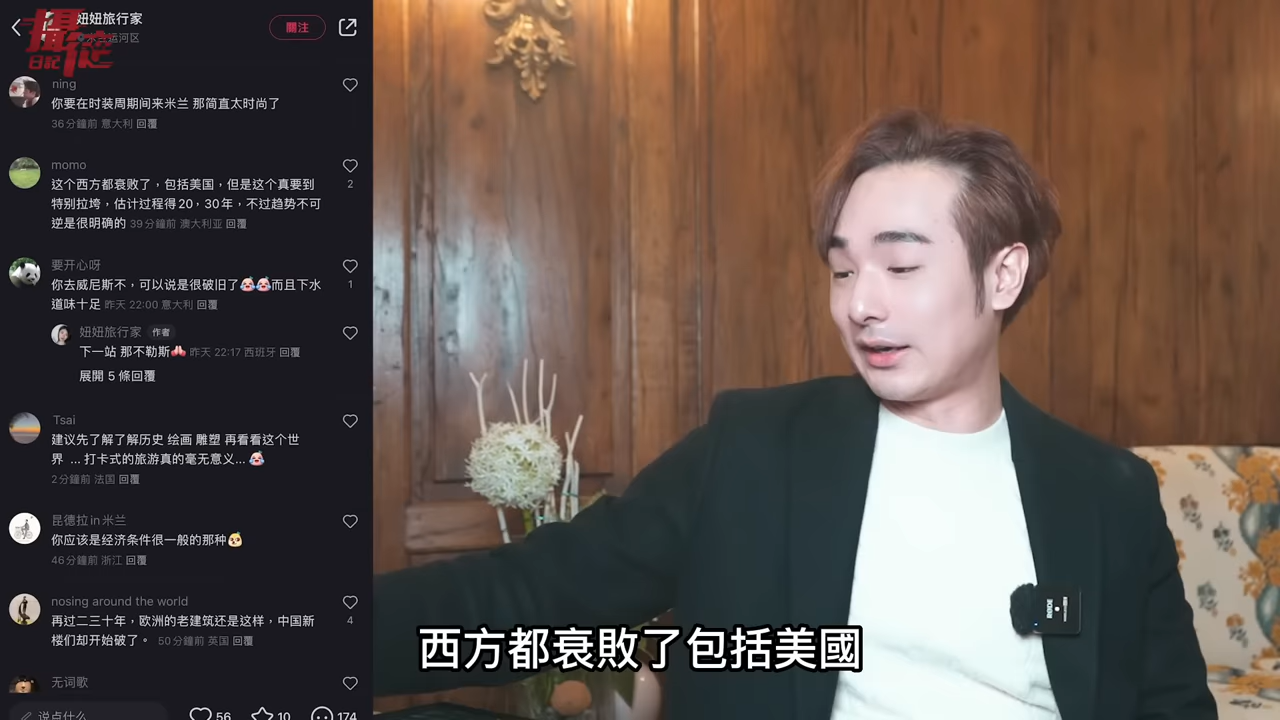 妞妞旅行家
關注
攝徒日記
米兰运河区
ning
你要在时装周期间来米兰 那简直太时尚了
36分鐘前 意大利 回覆
momo
这个西方都衰败了，包括美国，但是这个真要到
特别拉垮，估计过程得20，30年，不过趋势不可
逆是很明确的 39分鐘前 澳大利亚 回覆
2
要开心呀
你去威尼斯不，可以说是很破旧了🤣🤣而且下水
道味十足 昨天 22:00 意大利 回覆
1
妞妞旅行家 作者
下一站 那不勒斯 昨天 22:17 西班牙 回覆
展開 5 條回覆
Tsai
建议先了解了解历史 绘画 雕塑 再看看这个世
界 ... 打卡式的旅游真的毫无意义...
2分鐘前 法国 回覆
昆德拉in米兰
你应该是经济条件很一般的那种
46分鐘前 浙江 回覆
nosing around the world
再过二三十年，欧洲的老建筑还是这样，中国新
楼们却开始破了。 50分鐘前 英国 回覆
4
无词歌
说点什么
56
10
174
RØDE
西方都衰敗了包括美國